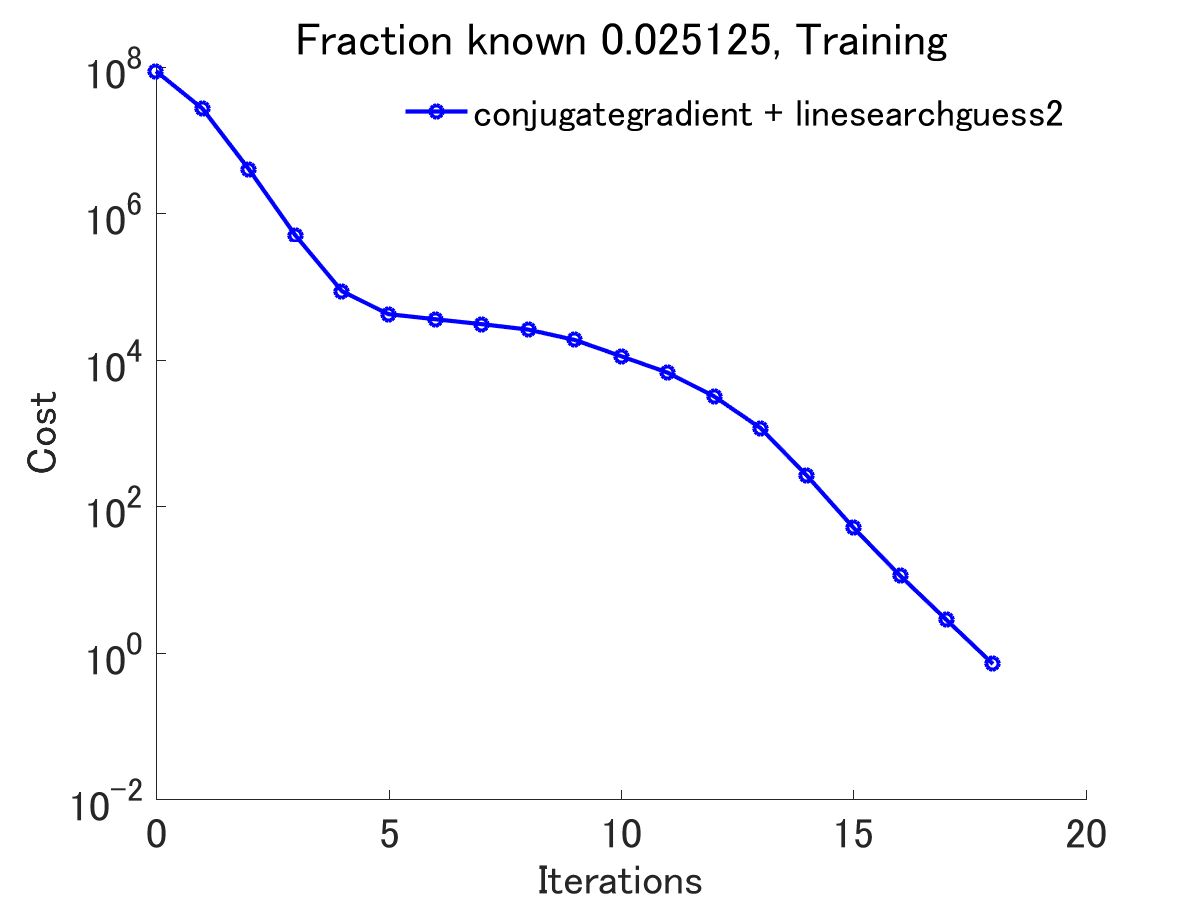 Fraction known 0.025125, Training
conjugategradient + linesearchguess2
10^8
10^6
10^4
10^2
10^0
10^−2
Cost
0 5 10 15 20
Iterations